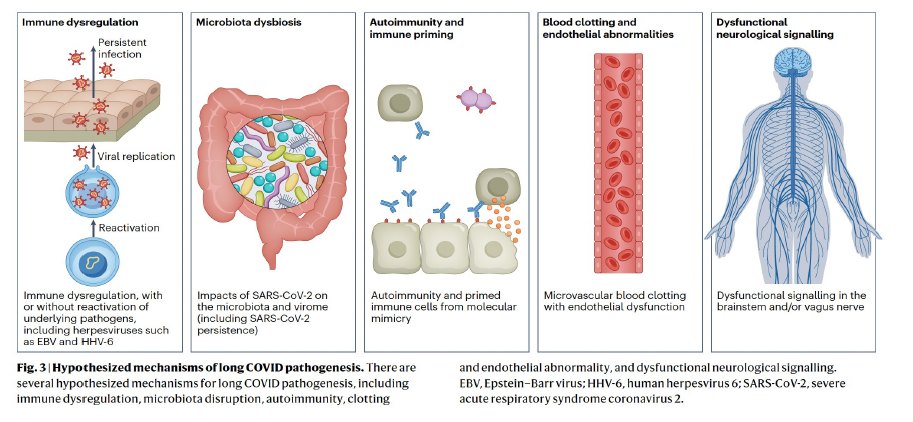 Immune dysregulation
Persistent
infection
Viral replication
Reactivation
Immune dysregulation, with
or without reactivation of
underlying pathogens,
including herpesviruses such
as EBV and HHV-6
Microbiota dysbiosis
Impacts of SARS-CoV-2 on
the microbiota and virome
(including SARS-CoV-2
persistence)
Autoimmunity and
immune priming
Autoimmunity and primed
immune cells from molecular
mimicry
Blood clotting and
endothelial abnormalities
Microvascular blood clotting
with endothelial dysfunction
Dysfunctional
neurological signalling
Dysfunctional signalling in the
brainstem and/or vagus nerve
Fig. 3 | Hypothesized mechanisms of long COVID pathogenesis. There are
several hypothesized mechanisms for long COVID pathogenesis, including
immune dysregulation, microbiota disruption, autoimmunity, clotting
and endothelial abnormality, and dysfunctional neurological signalling.
EBV, Epstein–Barr virus; HHV-6, human herpesvirus 6; SARS-CoV-2, severe
acute respiratory syndrome coronavirus 2.